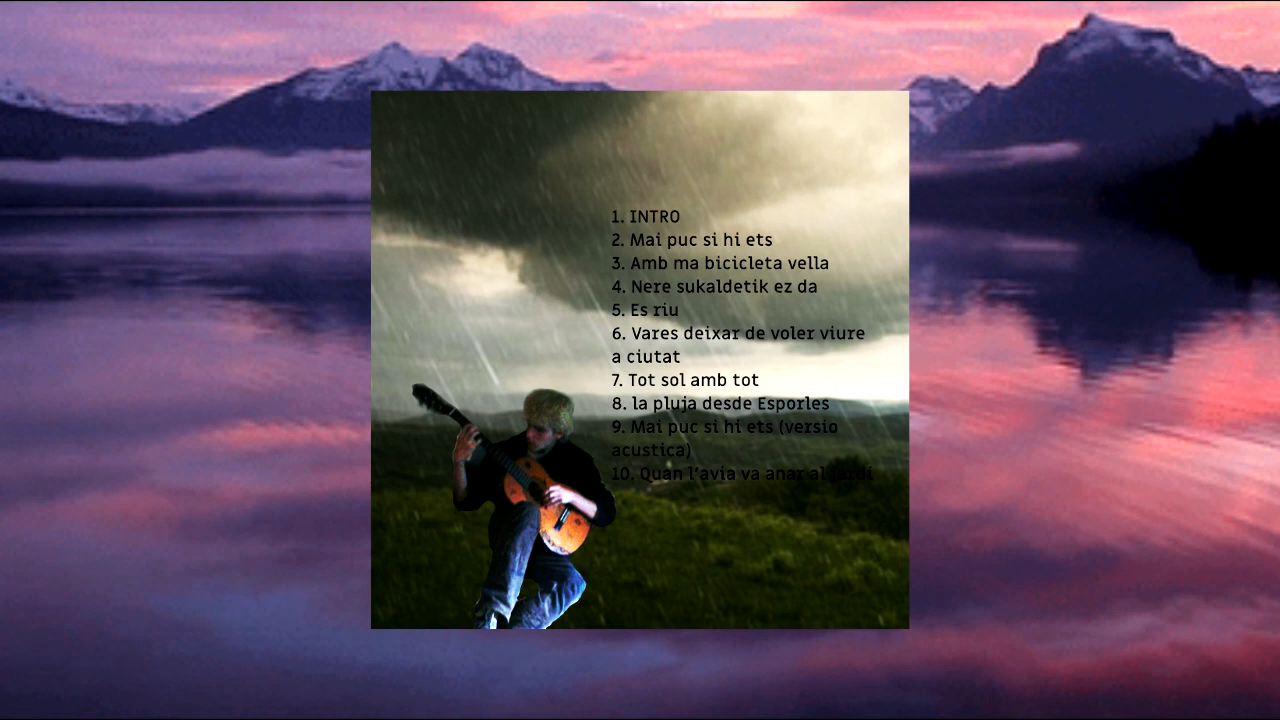 1. INTRO
2. Mai puc si hi ets
3. Amb ma bicicleta vella
4. Nere sukaldetik ez da
5. Es riu
6. Vares deixar de voler viure
a ciutat
7. Tot sol amb tot
8. la pluja desde Esporles
9. Mai puc si hi ets (versio
acustica)
10. Quan l'avia va anar al jardí